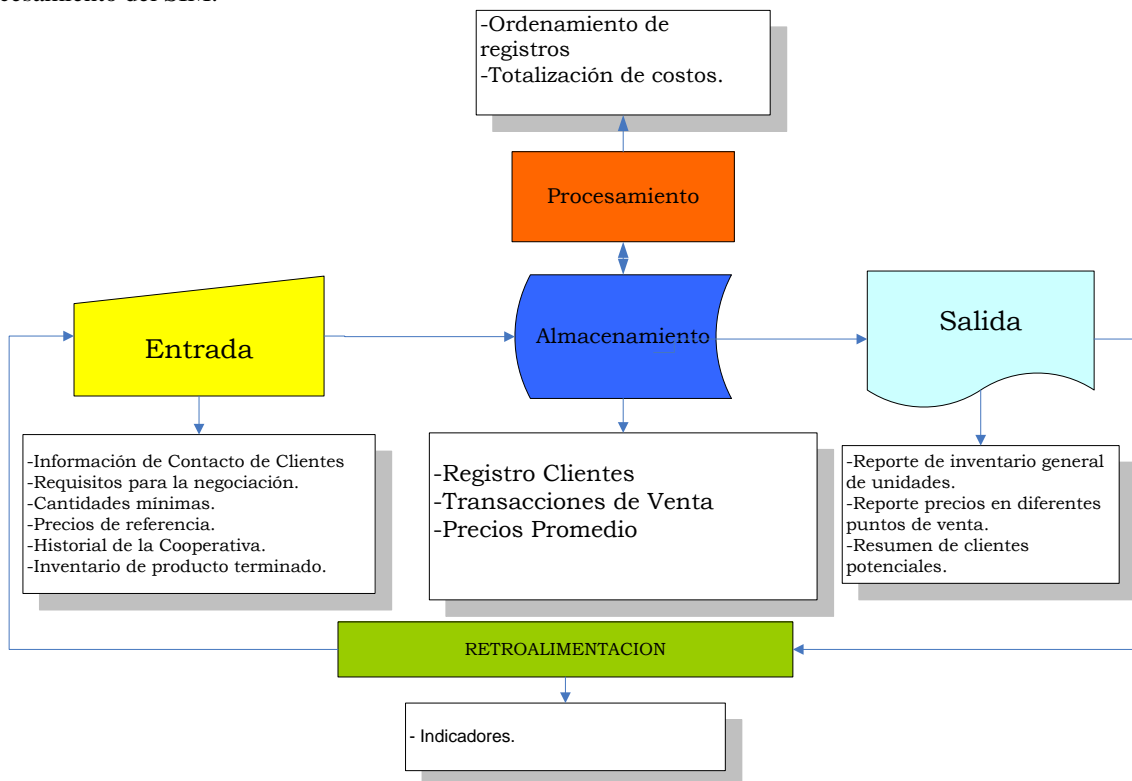 del SIM.
-Ordenamiento de
registros
-Totalización de costos.
Procesamiento
Entrada
Almacenamiento
Salida
-Información de Contacto de Clientes
-Requisitos para la negociación.
-Cantidades mínimas.
-Precios de referencia.
-Historial de la Cooperativa.
-Inventario de producto terminado.
-Registro Clientes
-Transacciones de Venta
-Precios Promedio
-Reporte de inventario general
de unidades.
-Reporte precios en diferentes
puntos de venta.
-Resumen de clientes
potenciales.
RETROALIMENTACION
- Indicadores.